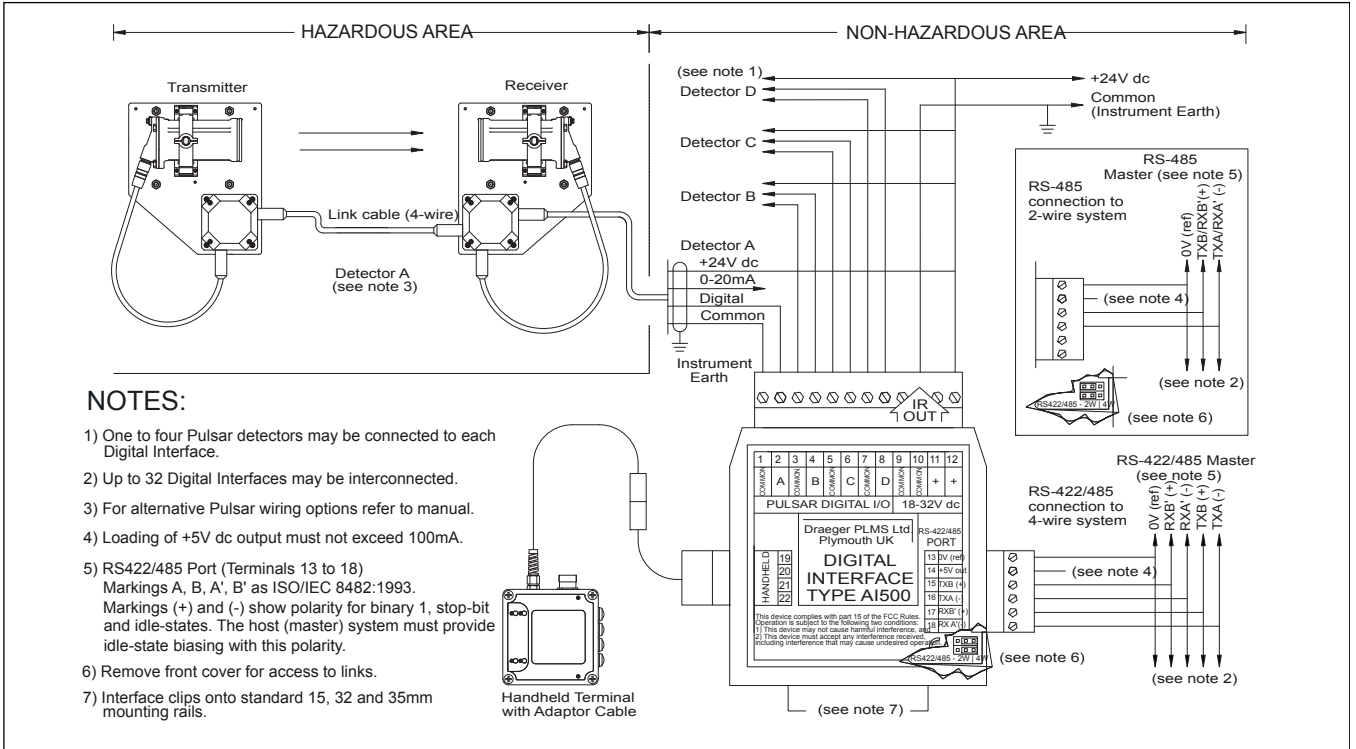 HAZARDOUS AREA
NON-HAZARDOUS AREA
Transmitter
Receiver
Link cable (4-wire)
Detector A
(see note 3)
(see note 1)
Detector D
Detector C
Detector B
Detector A
+24V dc
0-20mA
Digital
Common
Instrument
Earth
+24V dc
Common
(Instrument Earth)
RS-485
Master (see note 5)
RS-485
connection to
2-wire system
0V (ref)
TXB/RXB'(+)
TXA/RXA' (-)
(see note 4)
(see note 2)
RS422/485 - 2W | 4W
(see note 6)
IR
OUT
1 2 3 4 5 6 7 8 9 10 11 12
COMMON A COMMON B COMMON C COMMON D COMMON COMMON + +
PULSAR DIGITAL I/O 18-32V dc
Draeger PLMS Ltd.
Plymouth UK
DIGITAL
INTERFACE
TYPE AI500
HANDHELD
19
20
21
22
RS-422/485
PORT
13 0V (ref)
14 +5V out
15 TXB (+)
16 TXA (-)
17 RXB' (+)
18 RX A'(-)
This device complies with part 15 of the FCC Rules.
Operation is subject to the following two conditions:
1) This device may not cause harmful interference, and
2) This device must accept any interference received,
including interference that may cause undesired operation
RS422/485 - 2W | 4W
(see note 6)
(see note 7)
RS-422/485 Master
(see note 5)
RS-422/485
connection to
4-wire system
0V (ref)
RXB' (+)
RXA' (-)
TXB (+)
TXA (-)
(see note 4)
(see note 2)
Handheld Terminal
with Adaptor Cable
NOTES:
1) One to four Pulsar detectors may be connected to each
Digital Interface.
2) Up to 32 Digital Interfaces may be interconnected.
3) For alternative Pulsar wiring options refer to manual.
4) Loading of +5V dc output must not exceed 100mA.
5) RS422/485 Port (Terminals 13 to 18)
Markings A, B, A', B' as ISO/IEC 8482:1993.
Markings (+) and (-) show polarity for binary 1, stop-bit
and idle-states. The host (master) system must provide
idle-state biasing with this polarity.
6) Remove front cover for access to links.
7) Interface clips onto standard 15, 32 and 35mm
mounting rails.